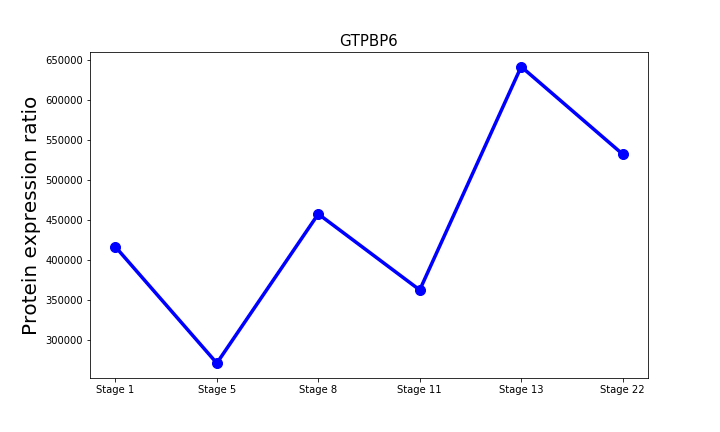 GTPBP6
Protein expression ratio
650000
600000
550000
500000
450000
400000
350000
300000
Stage 1 Stage 5 Stage 8 Stage 11 Stage 13 Stage 22